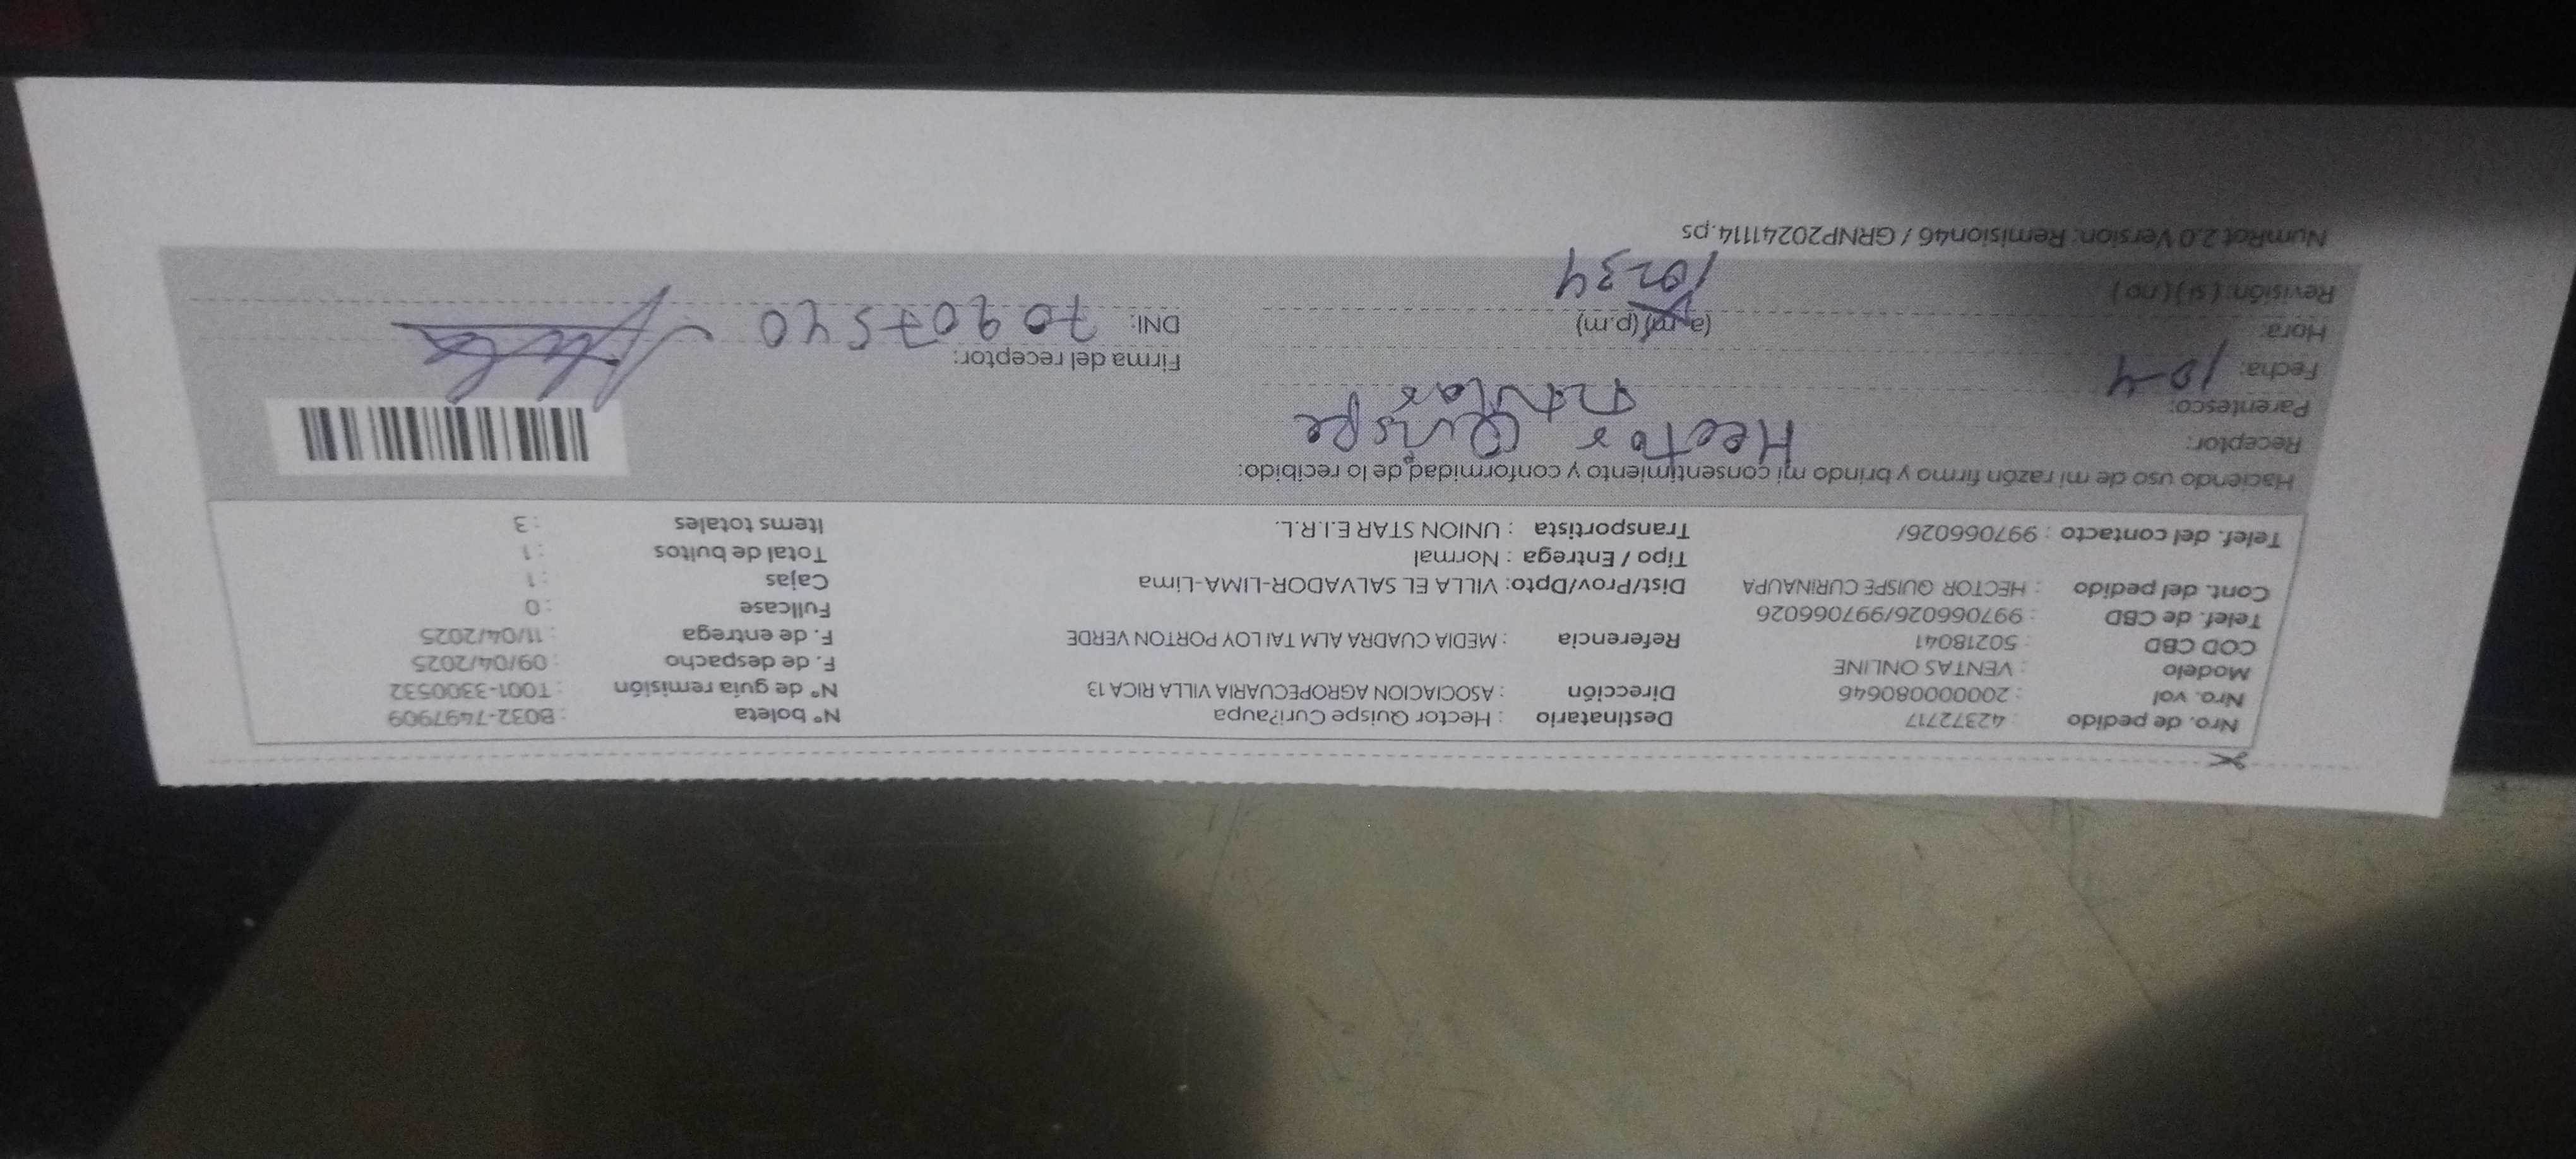 Nro. de pedido : 42372717 Destinatario : Hector Quispe Curi?aupa N° boleta : B032-7497909
Nro. vol : 2000000080646 Dirección : ASOCIACION AGROPECUARIA VILLA RICA 13 N° de guía remisión : T001-3300532
Modelo : VENTAS ONLINE F. de despacho : 09/04/2025
COD CBD : 50218041 Referencia : MEDIA CUADRA ALM TAI LOY PORTON VERDE F. de entrega : 11/04/2025
Telef. de CBD : 997066026/997066026 Fullcase : 0
Cont. del pedido : HECTOR QUISPE CURINAUPA Dist/Prov/Dpto: VILLA EL SALVADOR-LIMA-Lima Cajas : 1
Tipo / Entrega : Normal Total de bultos : 1
Telef. del contacto : 997066026/ Transportista : UNION STAR E.I.R.L. Items totales : 3
Haciendo uso de mi razón firmo y brindo mi consentimiento y conformidad de lo recibido:
Receptor: Hector Quispe
Parentesco: titular
Fecha: 10-4 Firma del receptor:
Hora: (a.m) (p.m) DNI: 70907540
Revisión: ( si ) ( no ) 10234
NumRot 2.0 Version: Remision46 / GRNP20241114.ps